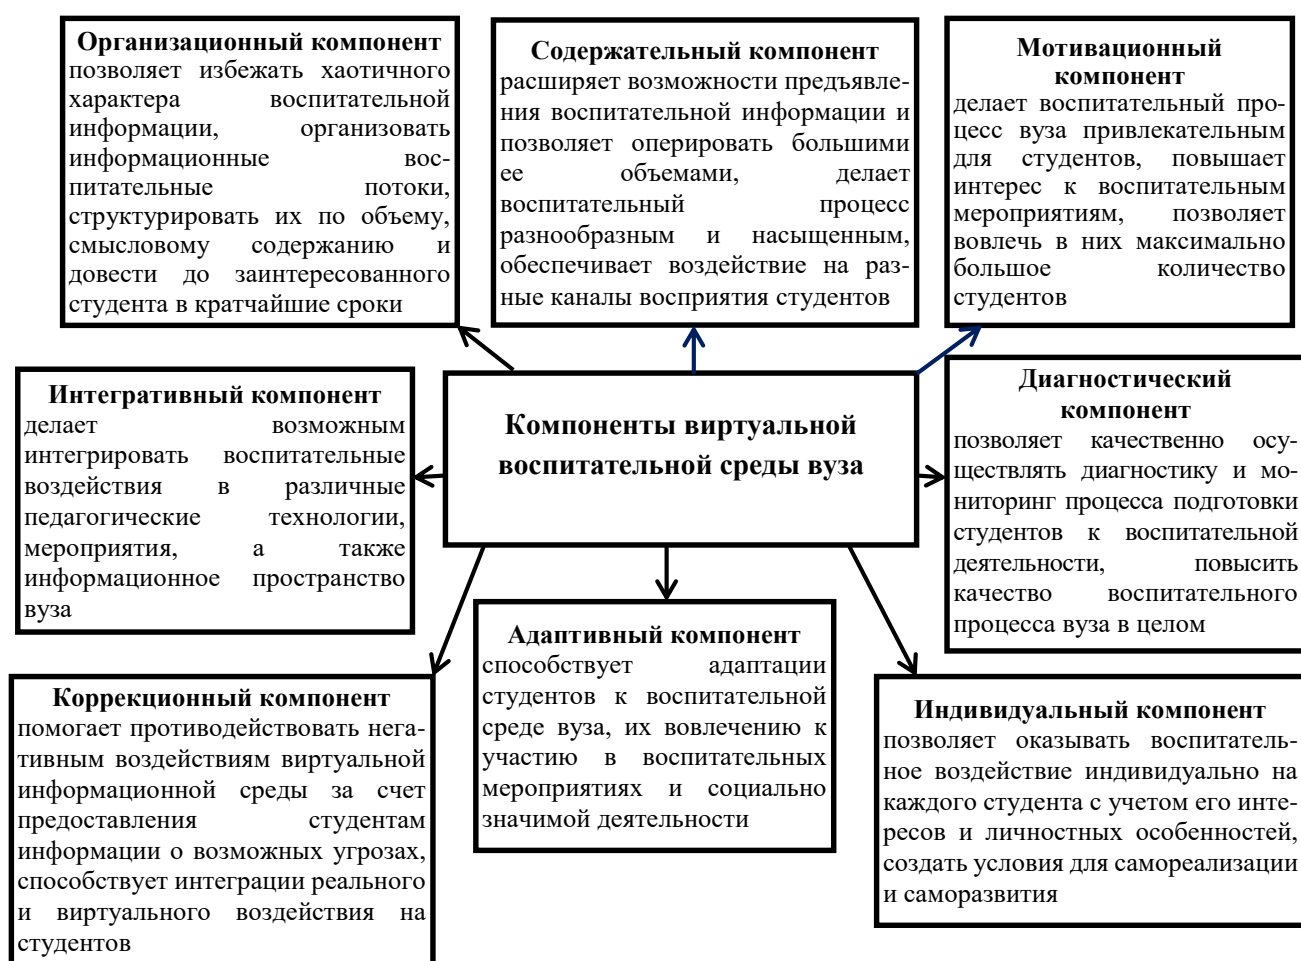 Организационный компонент
позволяет избежать хаотичного
характера воспитательной
информации, организовать
информационные вос-
питательные потоки,
структурировать их по объему,
смысловому содержанию и
довести до заинтересованного
студента в кратчайшие сроки
Содержательный компонент
расширяет возможности предъявле-
ния воспитательной информации и
позволяет оперировать большими
ее объемами, делает
воспитательный процесс
разнообразным и насыщенным,
обеспечивает воздействие на раз-
ные каналы восприятия студентов
Мотивационный
компонент
делает воспитательный про-
цесс вуза привлекательным
для студентов, повышает
интерес к воспитательным
мероприятиям, позволяет
вовлечь в них максимально
большое количество
студентов
Интегративный компонент
делает возможным
интегрировать воспитательные
воздействия в различные
педагогические технологии,
мероприятия, а также
информационное пространство
вуза
Компоненты виртуальной
воспитательной среды вуза
Диагностический
компонент
позволяет качественно осу-
ществлять диагностику и мо-
ниторинг процесса подготовки
студентов к воспитательной
деятельности, повысить
качество воспитательного
процесса вуза в целом
Коррекционный компонент
помогает противодействовать нега-
тивным воздействиям виртуальной
информационной среды за счет
предоставления студентам
информации о возможных угрозах,
способствует интеграции реального
и виртуального воздействия на
студентов
Адаптивный компонент
способствует адаптации
студентов к воспитательной
среде вуза, их вовлечению к
участию в воспитательных
мероприятиях и социально
значимой деятельности
Индивидуальный компонент
позволяет оказывать воспитатель-
ное воздействие индивидуально на
каждого студента с учетом его инте-
ресов и личностных особенностей,
создать условия для самореализации
и саморазвития